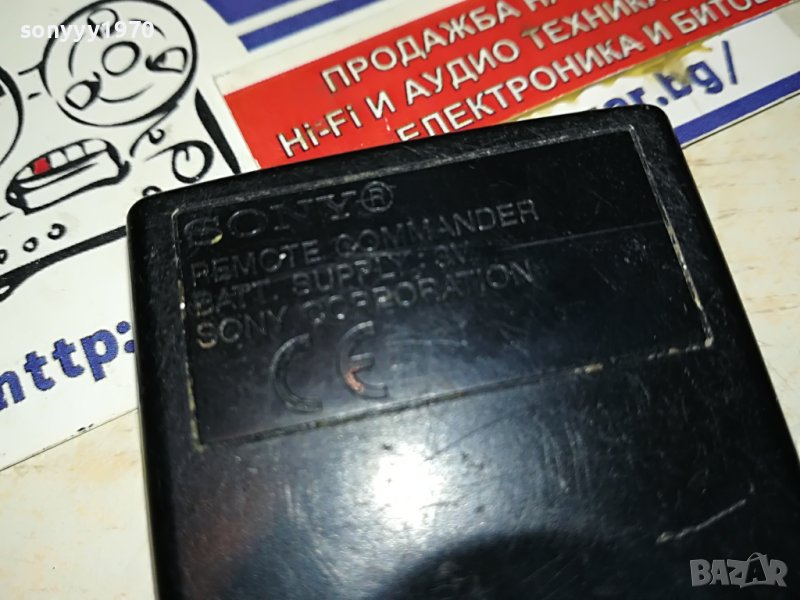 sonyyy1970
ПРОДАЖБА НА
Hi-Fi И АУДИО ТЕХНИКА
ЕЛЕКТРОНИКА И БИТОВ
.bg/
http:
SONY®
REMOTE COMMANDER
BATT. SUPPLY : 3V
SONY CORPORATION
CE
BAZAR